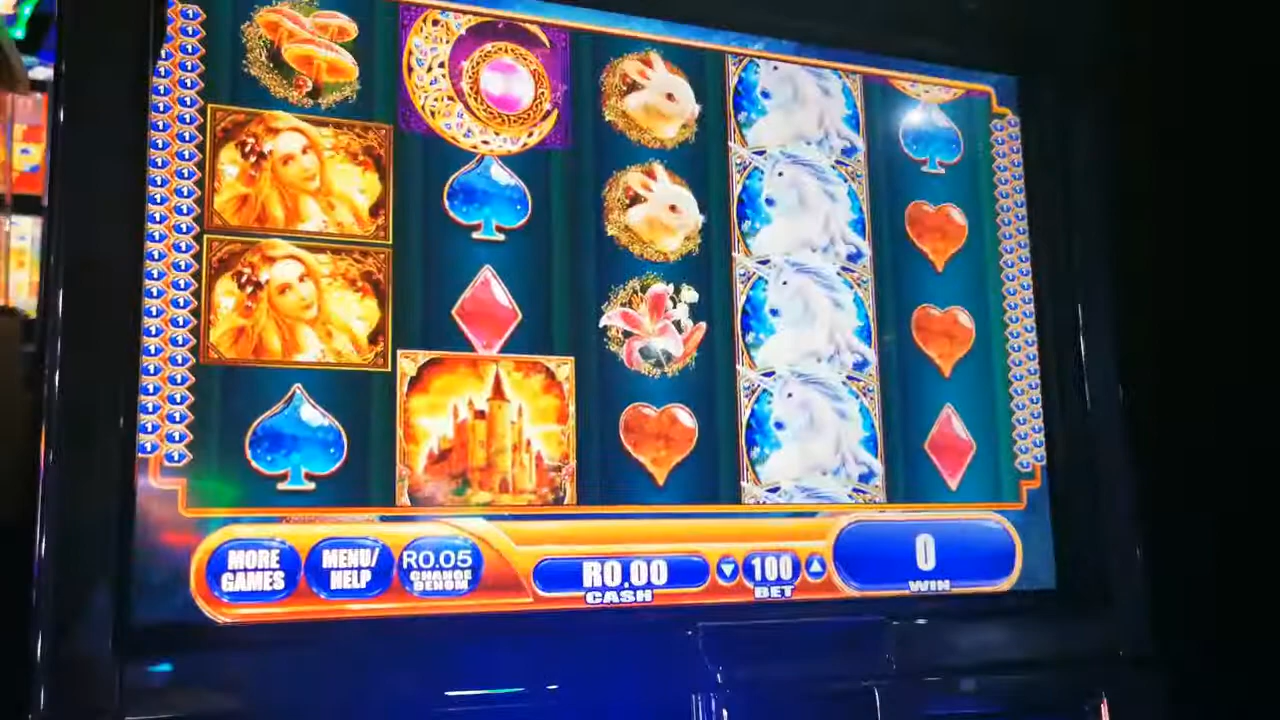 MORE
GAMES
MENU/
HELP
R0.05
CHANGE
DENOM
R0.00
CASH
100
BET
0
WIN